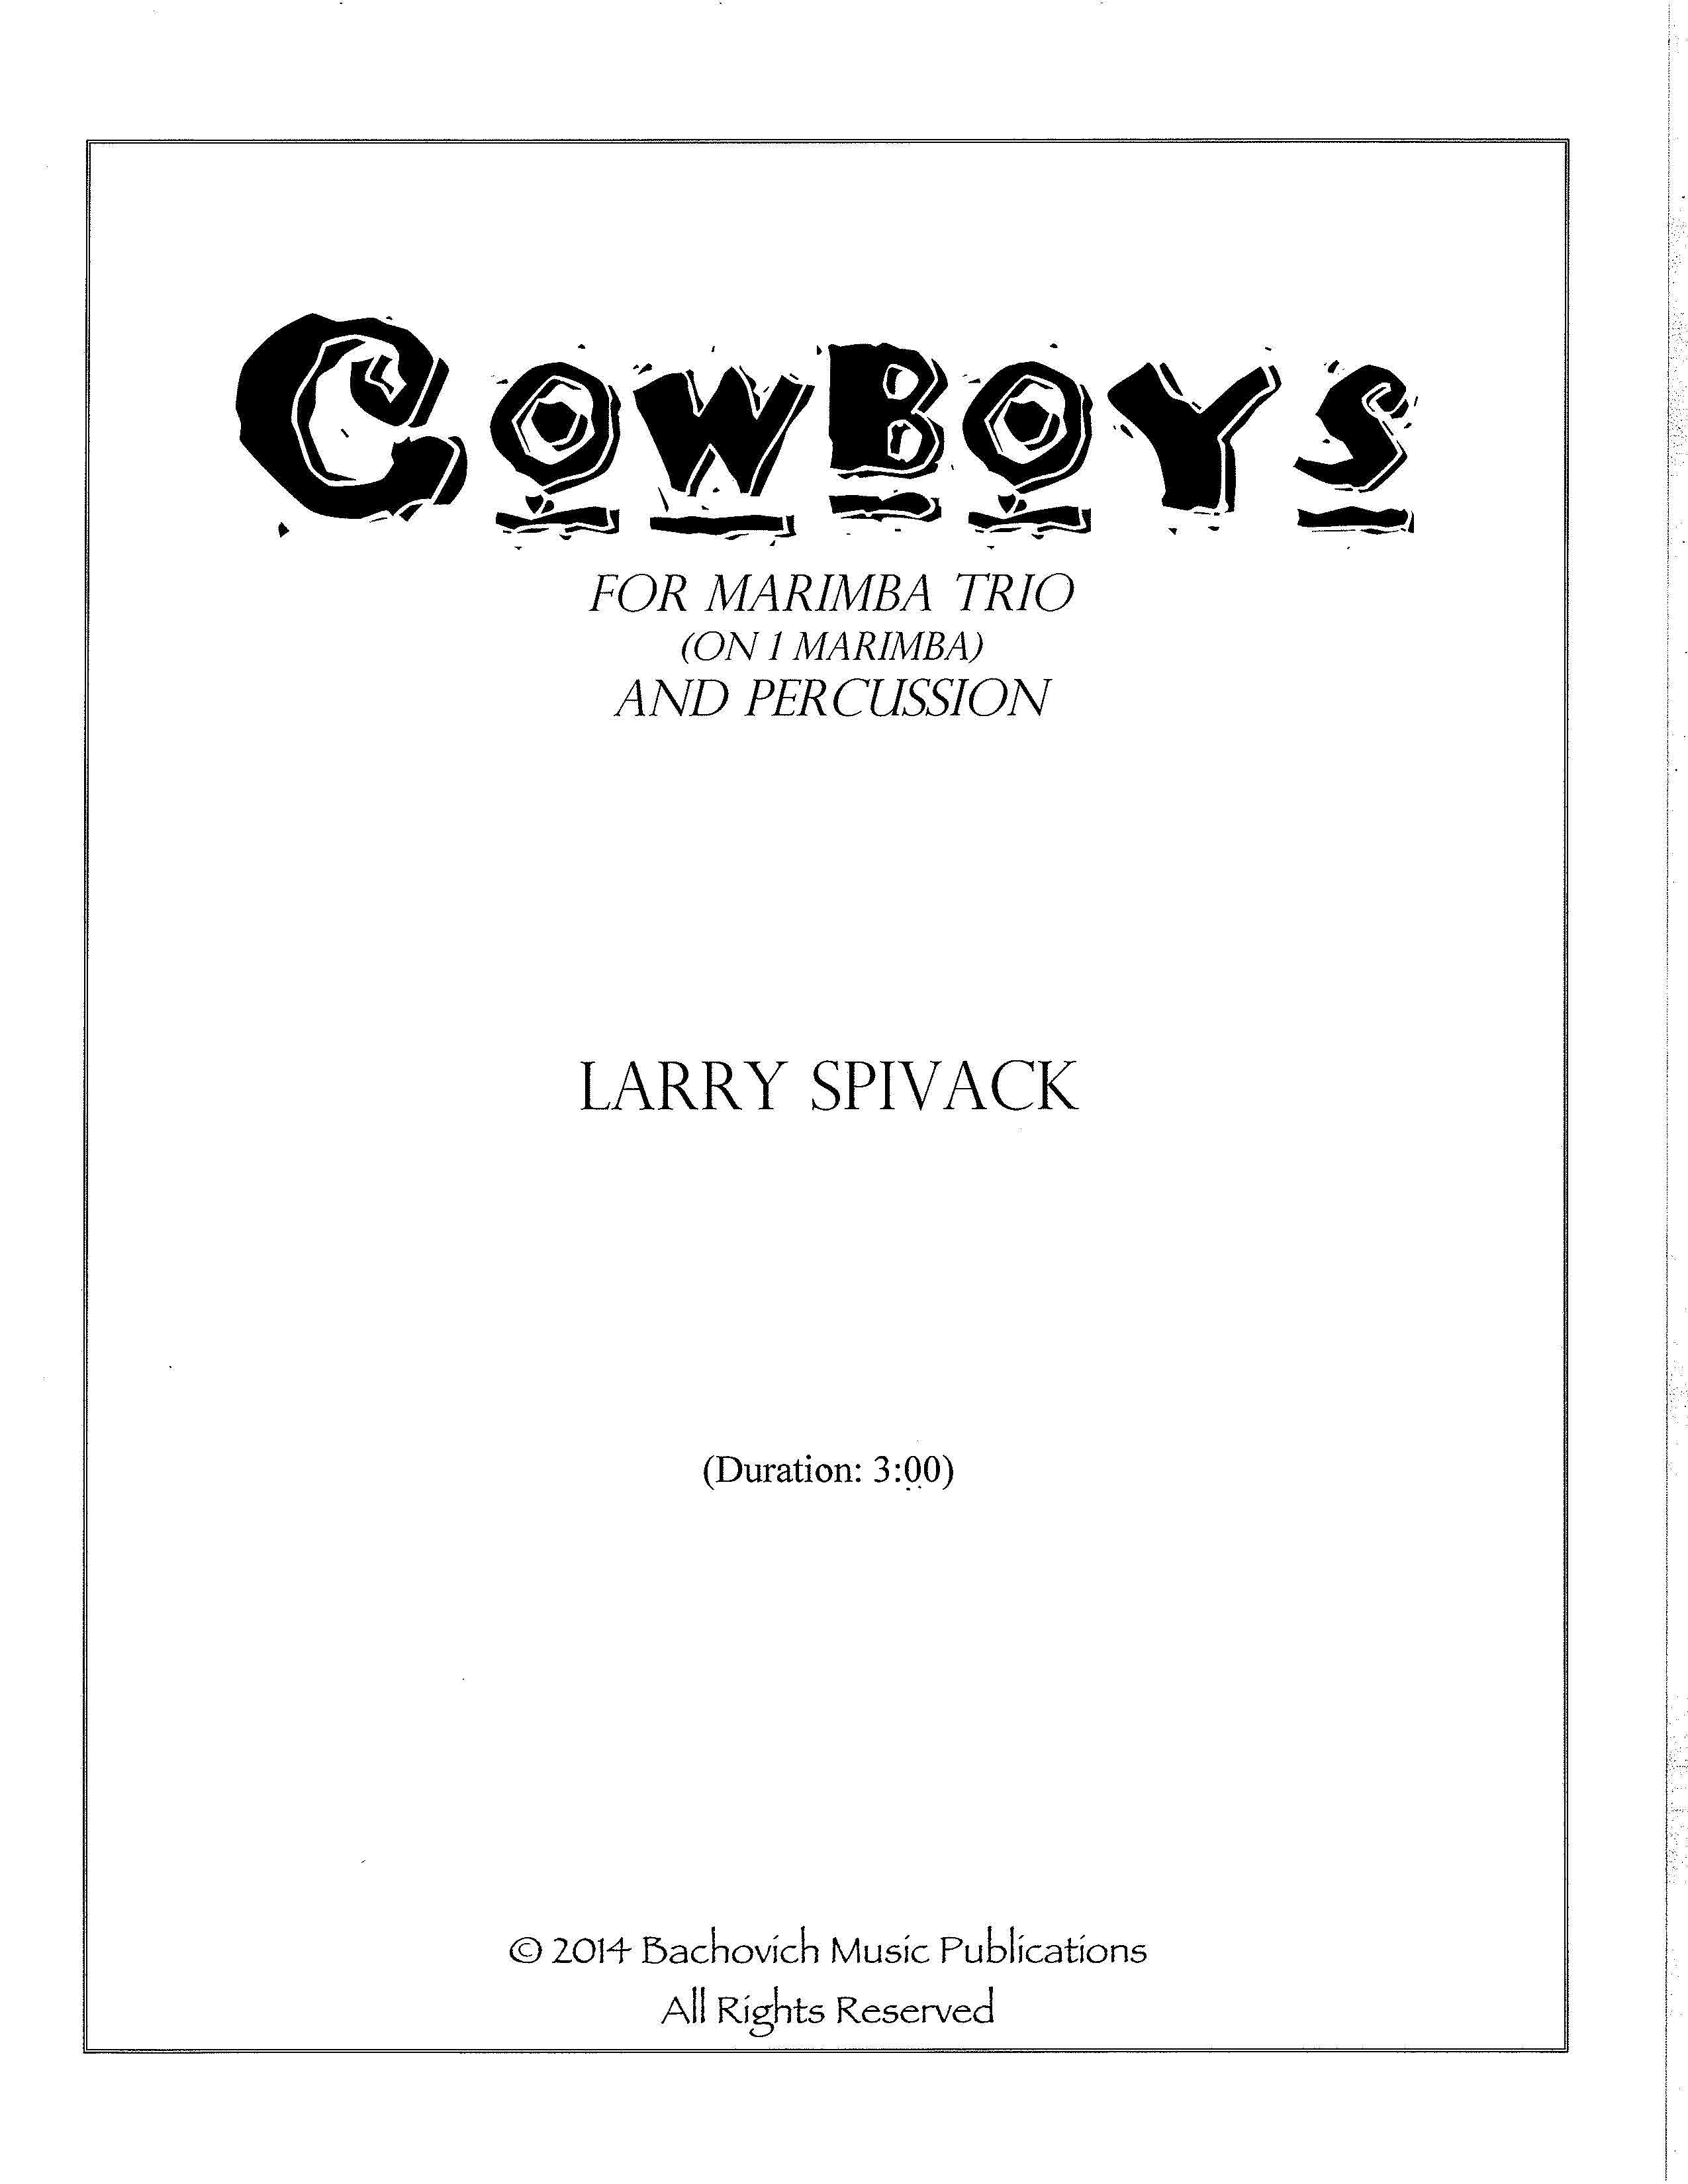 COWBOYS
FOR MARIMBA TRIO
(ON 1 MARIMBA)
AND PERCUSSION
LARRY SPIVACK
(Duration: 3:00)
© 2014 Bachovich Music Publications
All Rights Reserved